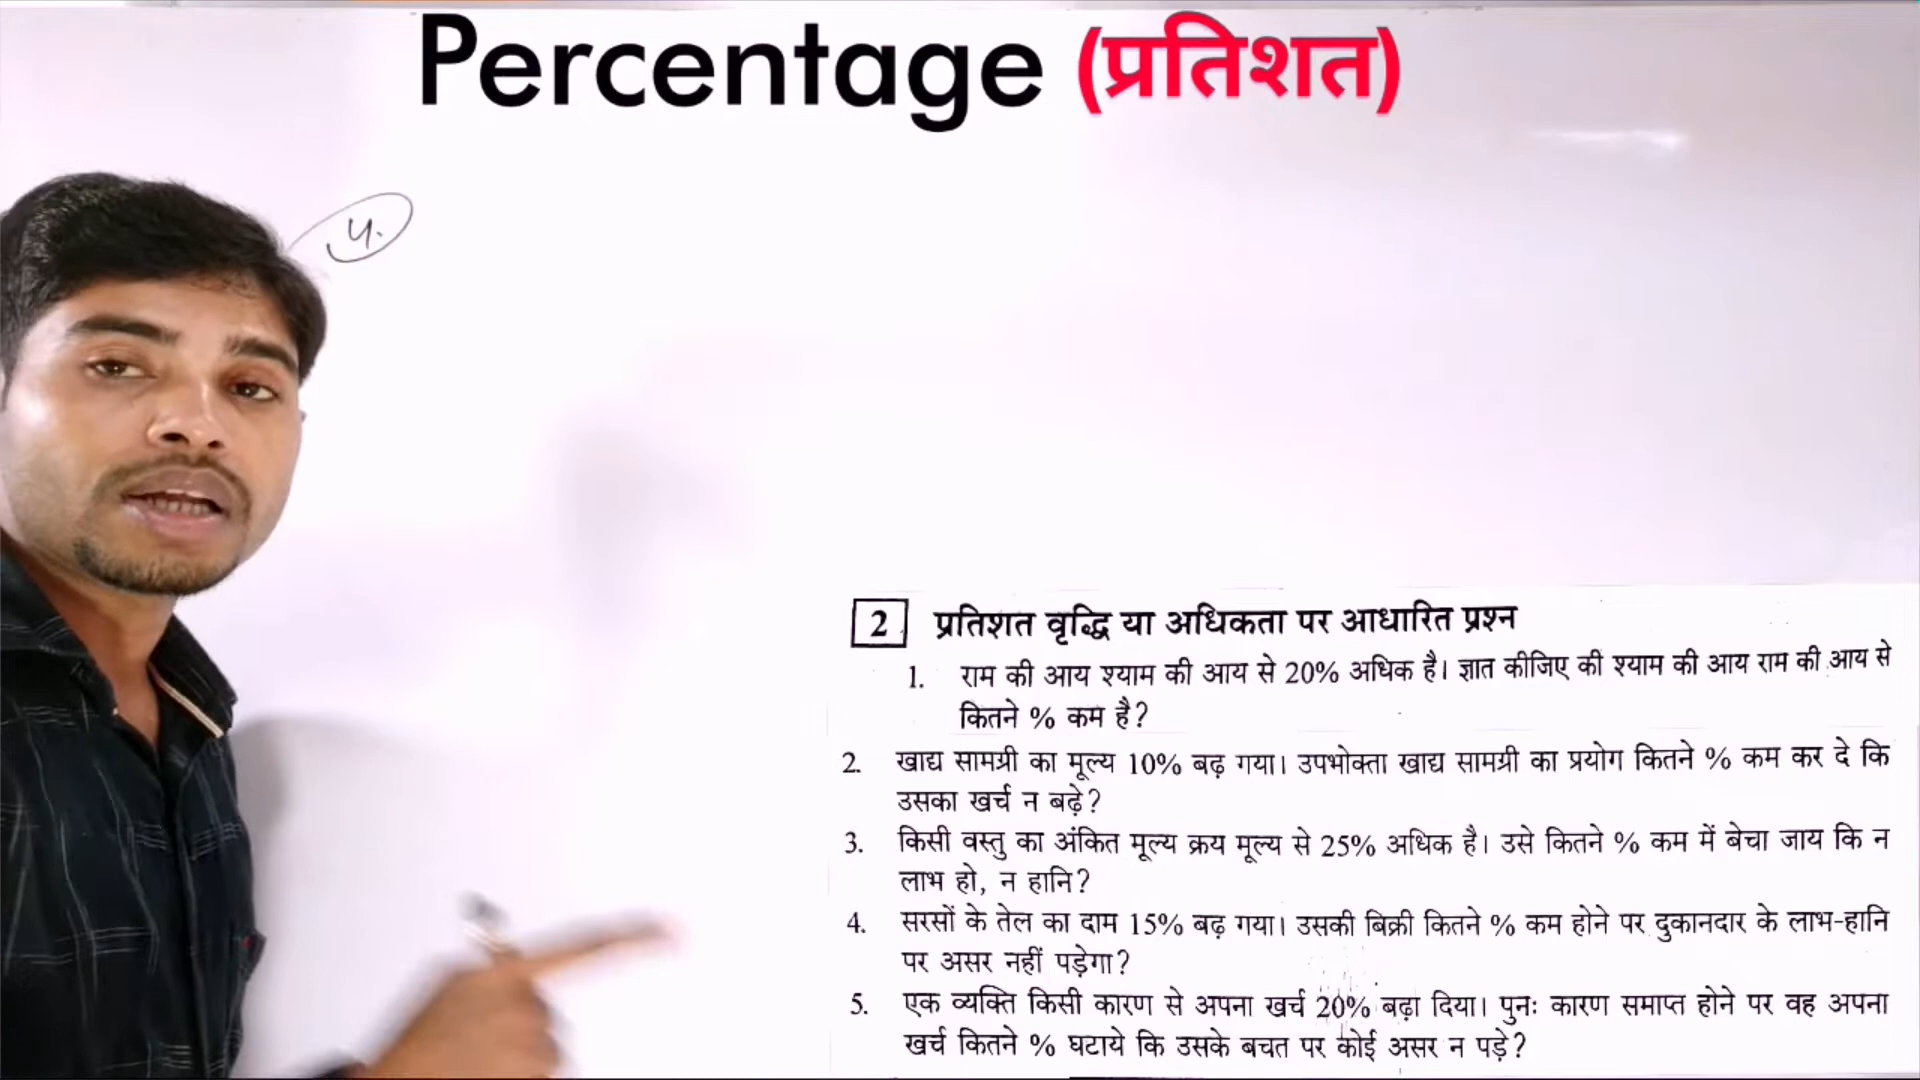 Percentage (प्रतिशत)
4.
2 प्रतिशत वृद्धि या अधिकता पर आधारित प्रश्न
1. राम की आय श्याम की आय से 20% अधिक है। ज्ञात कीजिए की श्याम की आय राम की आय से
कितने % कम है?
2. खाद्य सामग्री का मूल्य 10% बढ़ गया। उपभोक्ता खाद्य सामग्री का प्रयोग कितने % कम कर दे कि
उसका खर्च न बढ़े?
3. किसी वस्तु का अंकित मूल्य क्रय मूल्य से 25% अधिक है। उसे कितने % कम में बेचा जाय कि न
लाभ हो, न हानि?
4. सरसों के तेल का दाम 15% बढ़ गया। उसकी बिक्री कितने % कम होने पर दुकानदार के लाभ-हानि
पर असर नहीं पड़ेगा?
5. एक व्यक्ति किसी कारण से अपना खर्च 20% बढ़ा दिया। पुनः कारण समाप्त होने पर वह अपना
खर्च कितने % घटाये कि उसके बचत पर कोई असर न पड़े?